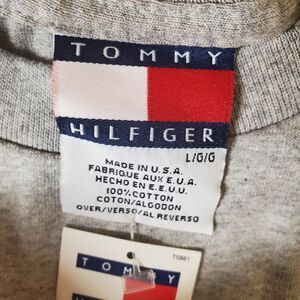 TOMMY
HILFIGER
L/G/G
MADE IN U.S.A.
FABRIQUE AUX E.U.A.
HECHO EN E.E.U.U.
100% COTTON
COTON/ALGODON
OVER/VERSO/AL REVERSO
TOMMY